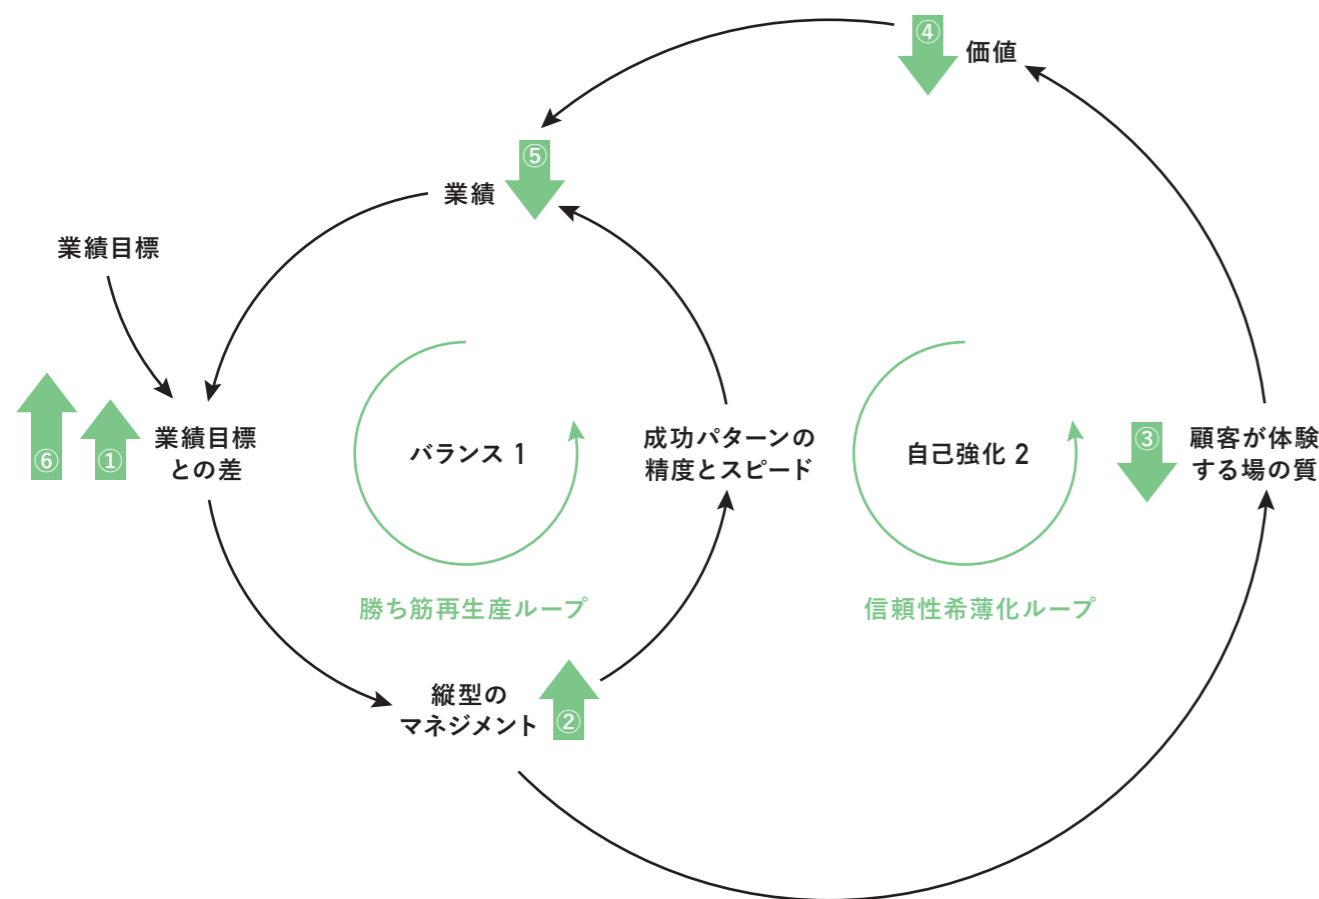 ④
価値
⑤
業績
業績目標
⑥
①
業績目標
との差
バランス 1
成功パターンの
精度とスピード
自己強化 2
③
顧客が体験
する場の質
勝ち筋再生産ループ
信頼性希薄化ループ
縦型の
マネジメント
②